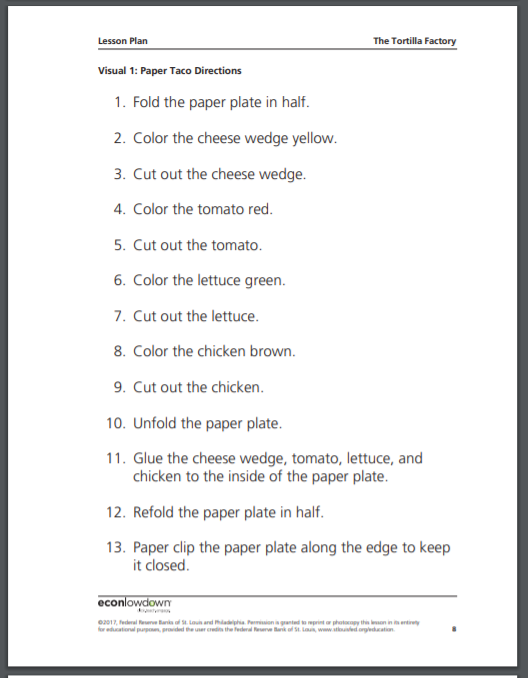 Lesson Plan The Tortilla Factory
Visual 1: Paper Taco Directions
1. Fold the paper plate in half.
2. Color the cheese wedge yellow.
3. Cut out the cheese wedge.
4. Color the tomato red.
5. Cut out the tomato.
6. Color the lettuce green.
7. Cut out the lettuce.
8. Color the chicken brown.
9. Cut out the chicken.
10. Unfold the paper plate.
11. Glue the cheese wedge, tomato, lettuce, and
chicken to the inside of the paper plate.
12. Refold the paper plate in half.
13. Paper clip the paper plate along the edge to keep
it closed.
econlowdown
©2017, Federal Reserve Banks of St. Louis and Philadelphia. Permission is granted to reprint or photocopy this lesson in its entirety
for educational purposes, provided the user credits the Federal Reserve Bank of St. Louis, www.stlouisfed.org/education.
8